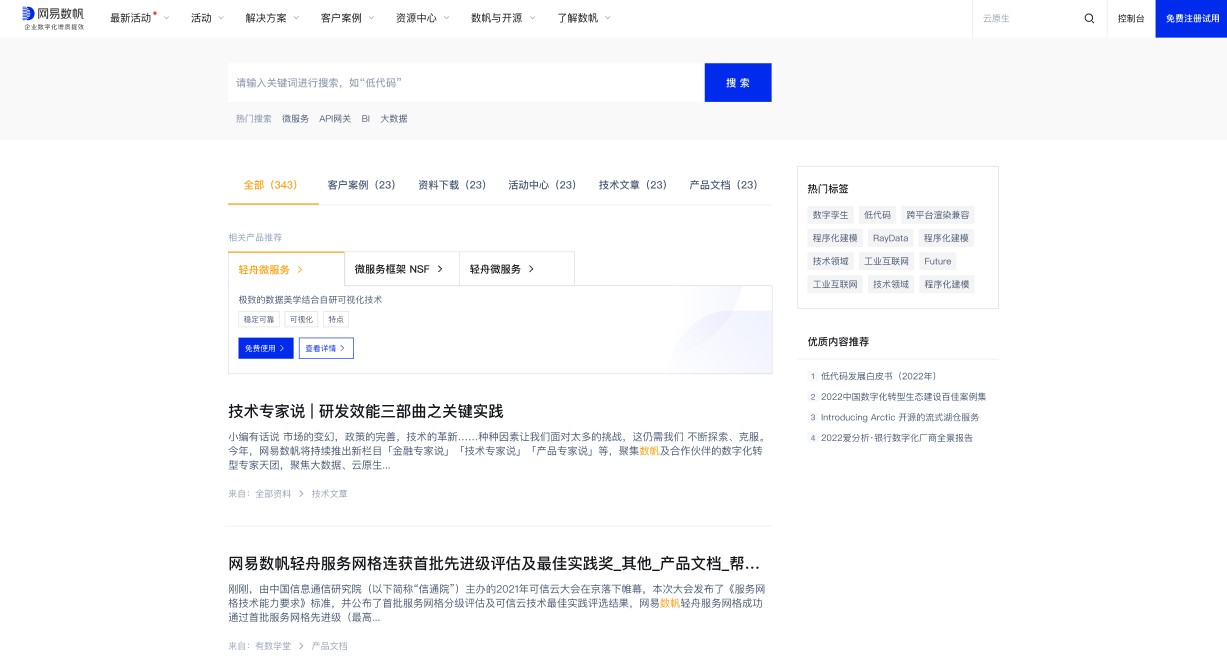 网易数帆
企业数字化增质提效
最新活动 活动 解决方案 客户案例 资源中心 数帆与开源 了解数帆 云原生 控制台 免费注册试用
请输入关键词进行搜索，如“低代码” 搜 索
热门搜索 微服务 API网关 BI 大数据
全部（343） 客户案例（23） 资料下载（23） 活动中心（23） 技术文章（23） 产品文档（23）
相关产品推荐
轻舟微服务 微服务框架 NSF 轻舟微服务
极致的数据美学结合自研可视化技术
稳定可靠 可视化 特点
免费使用 查看详情
技术专家说 | 研发效能三部曲之关键实践
小编有话说 市场的变幻，政策的完善，技术的革新……种种因素让我们面对太多的挑战，这仍需我们 不断探索、克服。
今年，网易数帆将持续推出新栏目「金融专家说」「技术专家说」「产品专家说」等，聚集数帆及合作伙伴的数字化转
型专家天团，聚焦大数据、云原生...
来自：全部资料 > 技术文章
网易数帆轻舟服务网格连获首批先进级评估及最佳实践奖_其他_产品文档_帮...
刚刚，由中国信息通信研究院（以下简称“信通院”）主办的2021年可信云大会在京落下帷幕，本次大会发布了《服务网
格技术能力要求》标准，并公布了首批服务网格分级评估及可信云技术最佳实践评选结果，网易数帆轻舟服务网格成功
通过首批服务网格先进级（最高...
来自：有数学堂 > 产品文档
热门标签
数字孪生 低代码 跨平台渲染兼容
程序化建模 RayData 程序化建模
技术领域 工业互联网 Future
工业互联网 技术领域 程序化建模
优质内容推荐
1 低代码发展白皮书（2022年）
2 2022中国数字化转型生态建设百佳案例集
3 Introducing Arctic 开源的流式湖仓服务
4 2022爱分析·银行数字化厂商全景报告